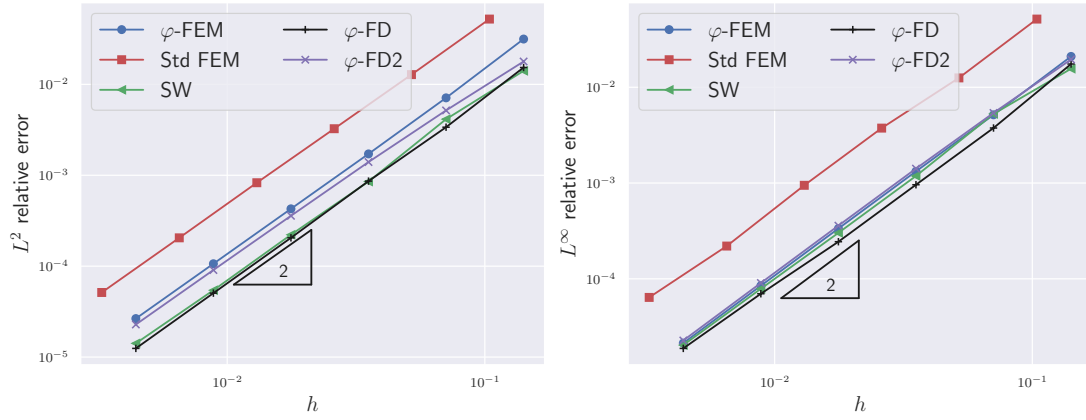 φ-FEM
Std FEM
SW
φ-FD
φ-FD2
L² relative error
10⁻²
10⁻³
10⁻⁴
10⁻⁵
2
10⁻²
10⁻¹
h
φ-FEM
Std FEM
SW
φ-FD
φ-FD2
L∞ relative error
10⁻²
10⁻³
10⁻⁴
2
10⁻²
10⁻¹
h